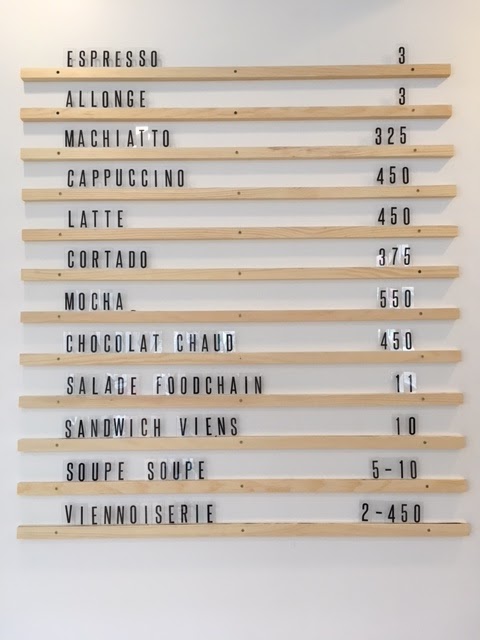 ESPRESSO 3
ALLONGE 3
MACHIATTO 325
CAPPUCCINO 450
LATTE 450
CORTADO 375
MOCHA 550
CHOCOLAT CHAUD 450
SALADE FOODCHAIN 11
SANDWICH VIENS 10
SOUPE SOUPE 5-10
VIENNOISERIE 2-450